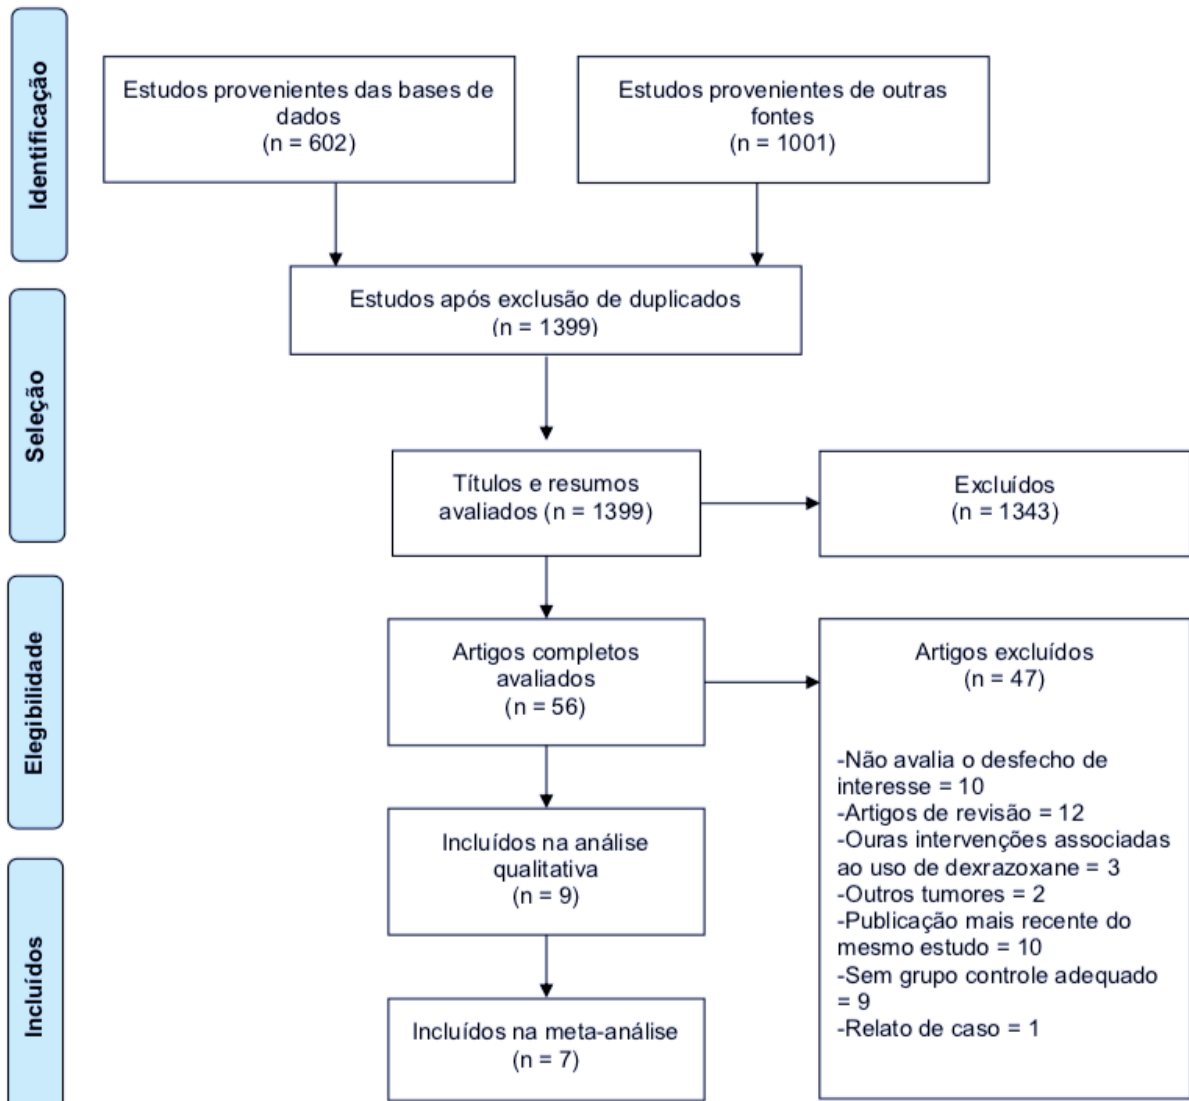 Identificação
Estudos provenientes das bases de
dados
(n = 602)
Estudos provenientes de outras
fontes
(n = 1001)
Estudos após exclusão de duplicados
(n = 1399)
Seleção
Títulos e resumos
avaliados (n = 1399)
Excluídos
(n = 1343)
Elegibilidade
Artigos completos
avaliados
(n = 56)
Artigos excluídos
(n = 47)
-Não avalia o desfecho de
interesse = 10
-Artigos de revisão = 12
-Ouras intervenções associadas
ao uso de dexrazoxane = 3
-Outros tumores = 2
-Publicação mais recente do
mesmo estudo = 10
-Sem grupo controle adequado
= 9
-Relato de caso = 1
Incluídos na análise
qualitativa
(n = 9)
Incluídos
Incluídos na meta-análise
(n = 7)